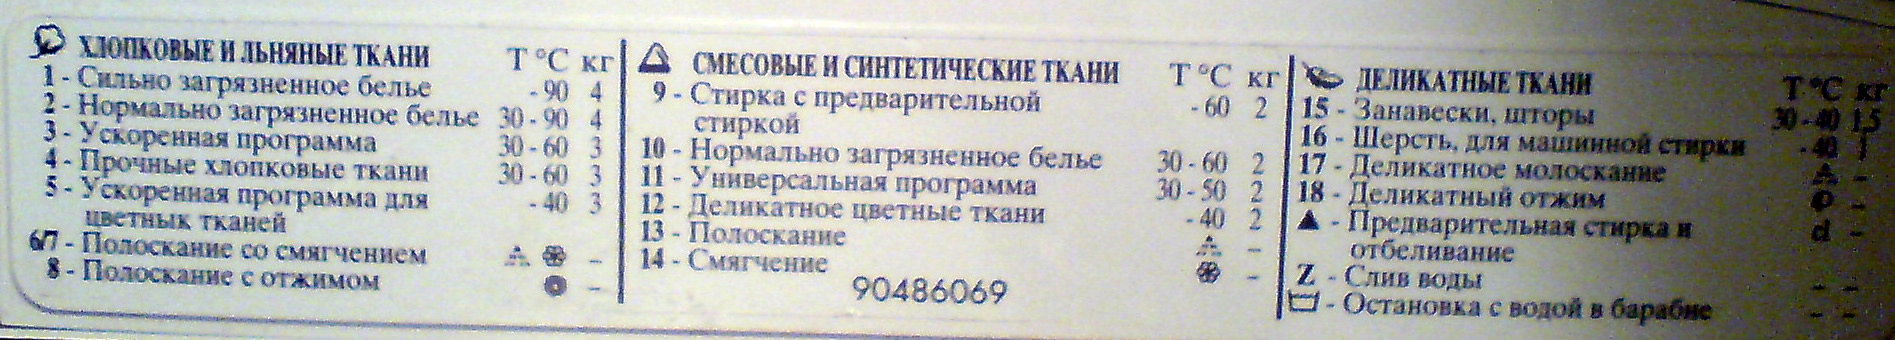 ХЛОПКОВЫЕ И ЛЬНЯНЫЕ ТКАНИ T °C кг
1 - Сильно загрязненное белье - 90 4
2 - Нормально загрязненное белье 30 - 90 4
3 - Ускоренная программа 30 - 60 3
4 - Прочные хлопковые ткани 30 - 60 3
5 - Ускоренная программа для - 40 3
цветных тканей
6/7 - Полоскание со смягчением -
8 - Полоскание с отжимом -
СМЕСОВЫЕ И СИНТЕТИЧЕСКИЕ ТКАНИ T °C кг
9 - Стирка с предварительной - 60 2
стиркой
10 - Нормально загрязненное белье 30 - 60 2
11 - Универсальная программа 30 - 50 2
12 - Деликатное цветные ткани - 40 2
13 - Полоскание -
14 - Смягчение -
90486069
ДЕЛИКАТНЫЕ ТКАНИ T °C кг
15 - Занавески, шторы 30 - 40 1,5
16 - Шерсть, для машинной стирки - 40 1
17 - Деликатное молоскание -
18 - Деликатный отжим -
▲ - Предварительная стирка и d -
отбеливание
Z - Слив воды - -
- Остановка с водой в барабне - -